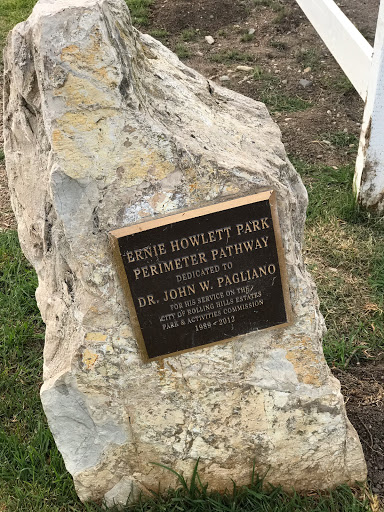 ERNIE HOWLETT PARK
PERIMETER PATHWAY
DEDICATED TO
DR. JOHN W. PAGLIANO
FOR HIS SERVICE ON THE
CITY OF ROLLING HILLS ESTATES
PARK & ACTIVITIES COMMISSION
1989 - 2012